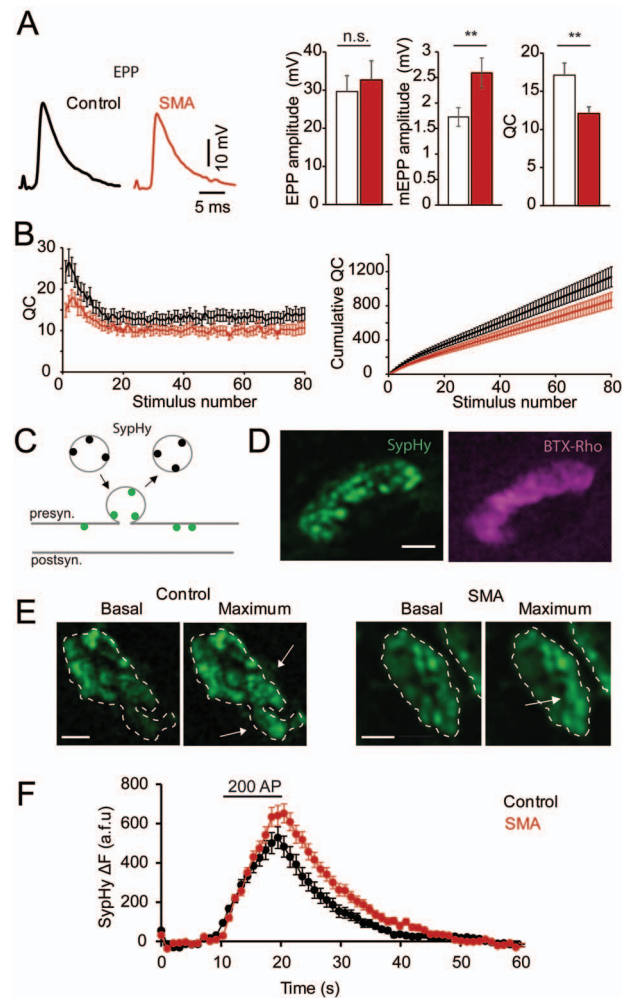 A
EPP
Control
SMA
10 mV
5 ms
n.s.
EPP amplitude (mV)
40
30
20
10
0
**
mEPP amplitude (mV)
3
2.5
2
1.5
1
0.5
0
**
QC
20
15
10
5
0
B
QC
30
20
10
0
0 20 40 60 80
Stimulus number
Cumulative QC
1200
800
400
0
0 20 40 60 80
Stimulus number
C
SypHy
presyn.
postsyn.
D
SypHy
BTX-Rho
E
Control
Basal Maximum
SMA
Basal Maximum
F
SypHy ΔF (a.f.u)
800
600
400
200
0
200 AP
Control
SMA
0 10 20 30 40 50 60
Time (s)